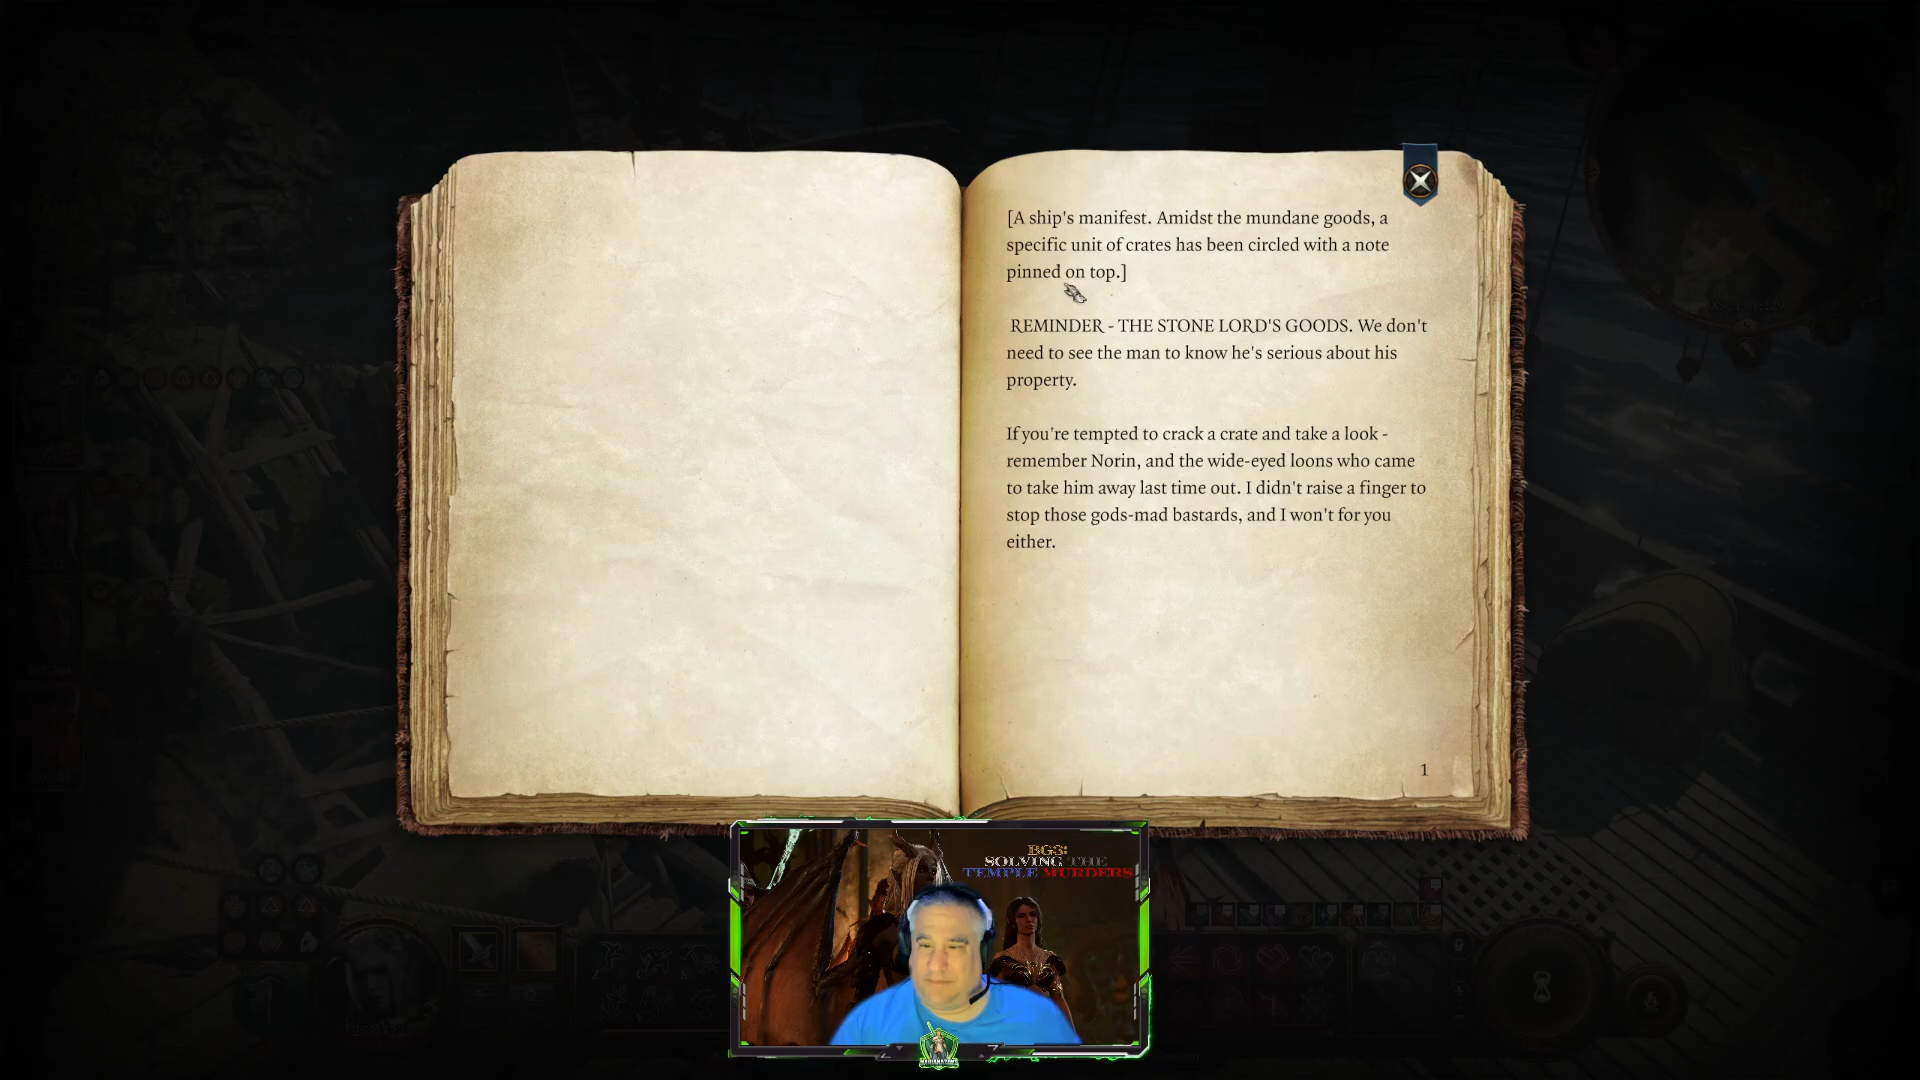 [A ship's manifest. Amidst the mundane goods, a
specific unit of crates has been circled with a note
pinned on top.]
REMINDER - THE STONE LORD'S GOODS. We don't
need to see the man to know he's serious about his
property.
If you're tempted to crack a crate and take a look -
remember Norin, and the wide-eyed loons who came
to take him away last time out. I didn't raise a finger to
stop those gods-mad bastards, and I won't for you
either.
1
BG3:
SOLVING THE
TEMPLE MURDERS